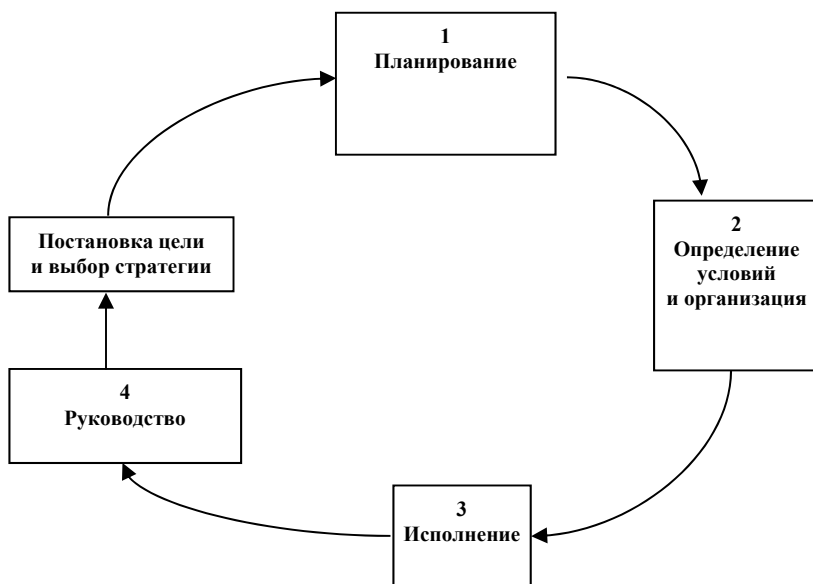 1
Планирование
2
Определение
условий
и организация
3
Исполнение
4
Руководство
Постановка цели
и выбор стратегии